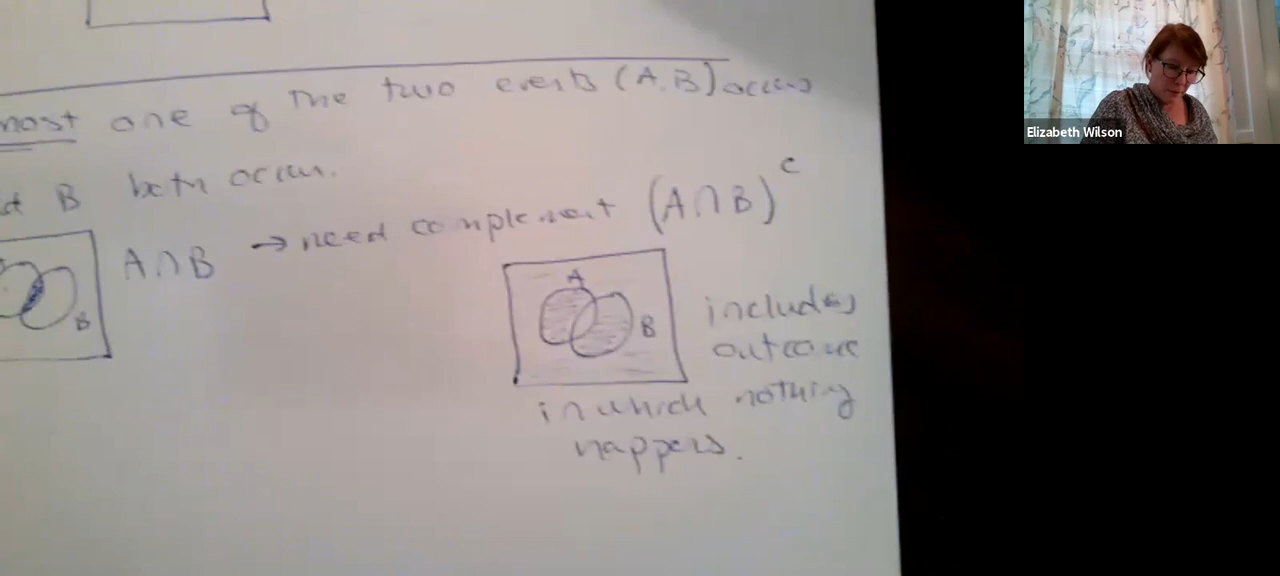 most one of the two events (A,B) occurs
B both occur.
A∩B → need complement (A∩B)ᶜ
A
B
B
includes
outcome
in which nothing
happens.
Elizabeth Wilson